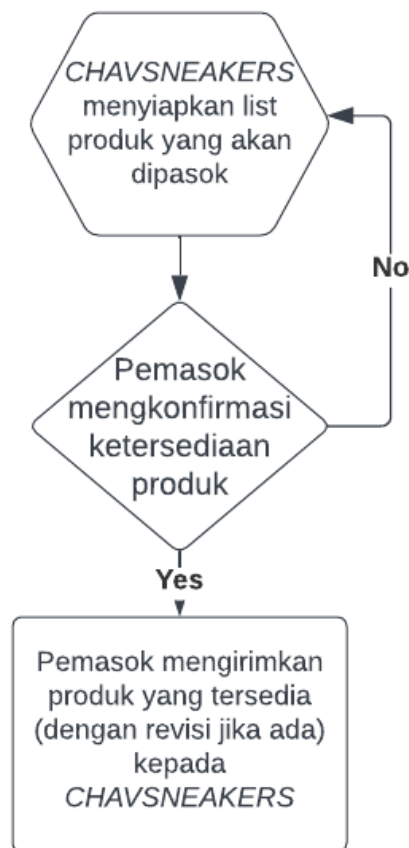 CHAVSNEAKERS
menyiapkan list
produk yang akan
dipasok
No
Pemasok
mengkonfirmasi
ketersediaan
produk
Yes
Pemasok mengirimkan
produk yang tersedia
(dengan revisi jika ada)
kepada
CHAVSNEAKERS